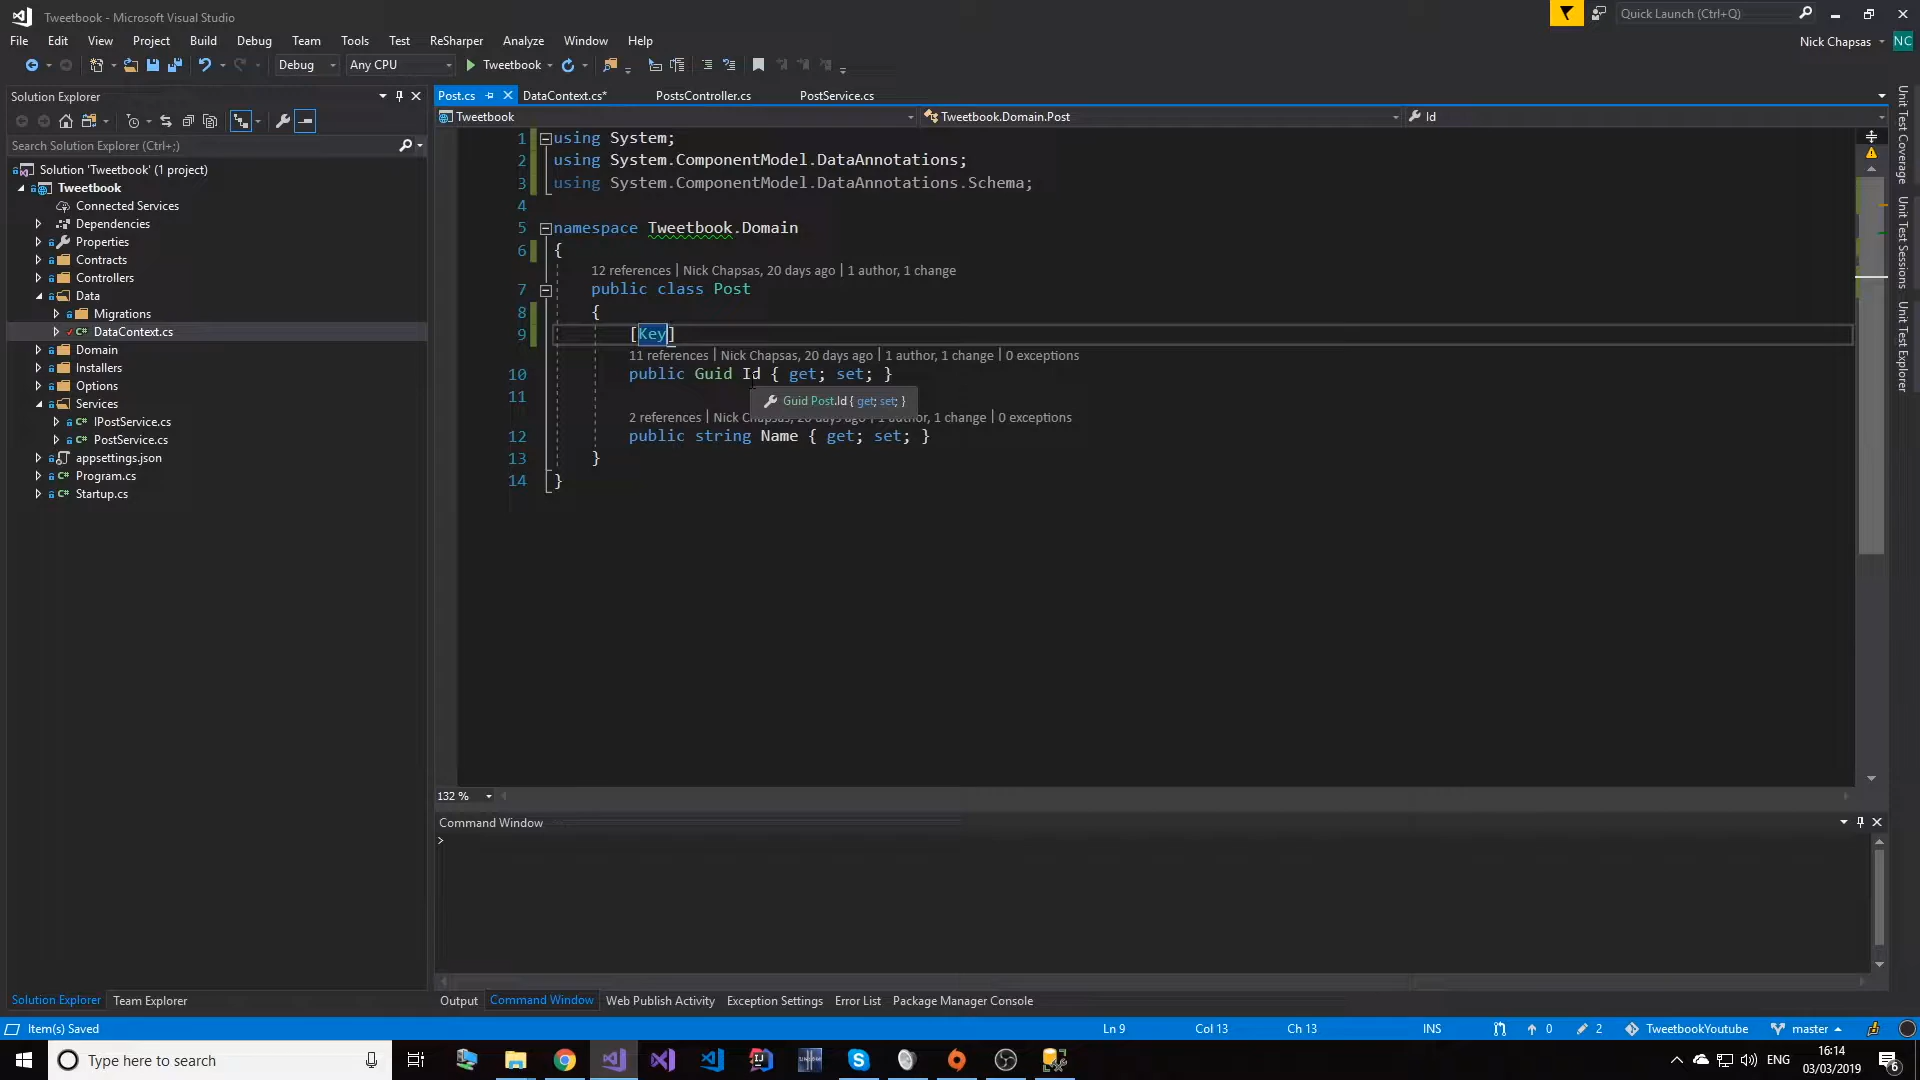 Tweetbook - Microsoft Visual Studio
Quick Launch (Ctrl+Q)
File Edit View Project Build Debug Team Tools Test ReSharper Analyze Window Help
Nick Chapsas NC
Debug Any CPU Tweetbook
Solution Explorer
Search Solution Explorer (Ctrl+;)
Solution 'Tweetbook' (1 project)
Tweetbook
Connected Services
Dependencies
Properties
Contracts
Controllers
Data
Migrations
C# DataContext.cs
Domain
Installers
Options
Services
C# IPostService.cs
C# PostService.cs
appsettings.json
C# Program.cs
C# Startup.cs
Solution Explorer Team Explorer
Post.cs DataContext.cs* PostsController.cs PostService.cs
Tweetbook Tweetbook.Domain.Post Id
1 using System;
2 using System.ComponentModel.DataAnnotations;
3 using System.ComponentModel.DataAnnotations.Schema;
4
5 namespace Tweetbook.Domain
6 {
12 references | Nick Chapsas, 20 days ago | 1 author, 1 change
7 public class Post
8 {
9 [Key]
11 references | Nick Chapsas, 20 days ago | 1 author, 1 change | 0 exceptions
10 public Guid Id { get; set; }
11
Guid Post.Id { get; set; }
2 references | Nick Chapsas, 20 days ago | 1 author, 1 change | 0 exceptions
12 public string Name { get; set; }
13 }
14 }
132 %
Command Window
>
Output Command Window Web Publish Activity Exception Settings Error List Package Manager Console
Unit Test Coverage
Unit Test Sessions
Unit Test Explorer
Item(s) Saved Ln 9 Col 13 Ch 13 INS 0 2 TweetbookYoutube master
Type here to search
ENG 16:14
03/03/2019
6